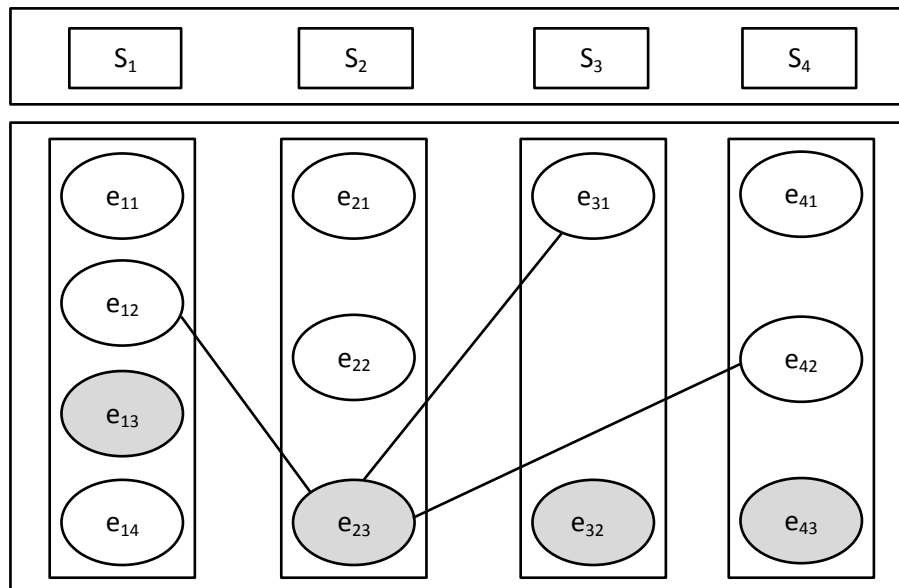 S₁ S₂ S₃ S₄
e₁₁ e₂₁ e₃₁ e₄₁
e₁₂
e₂₂ e₄₂
e₁₃
e₁₄ e₂₃ e₃₂ e₄₃